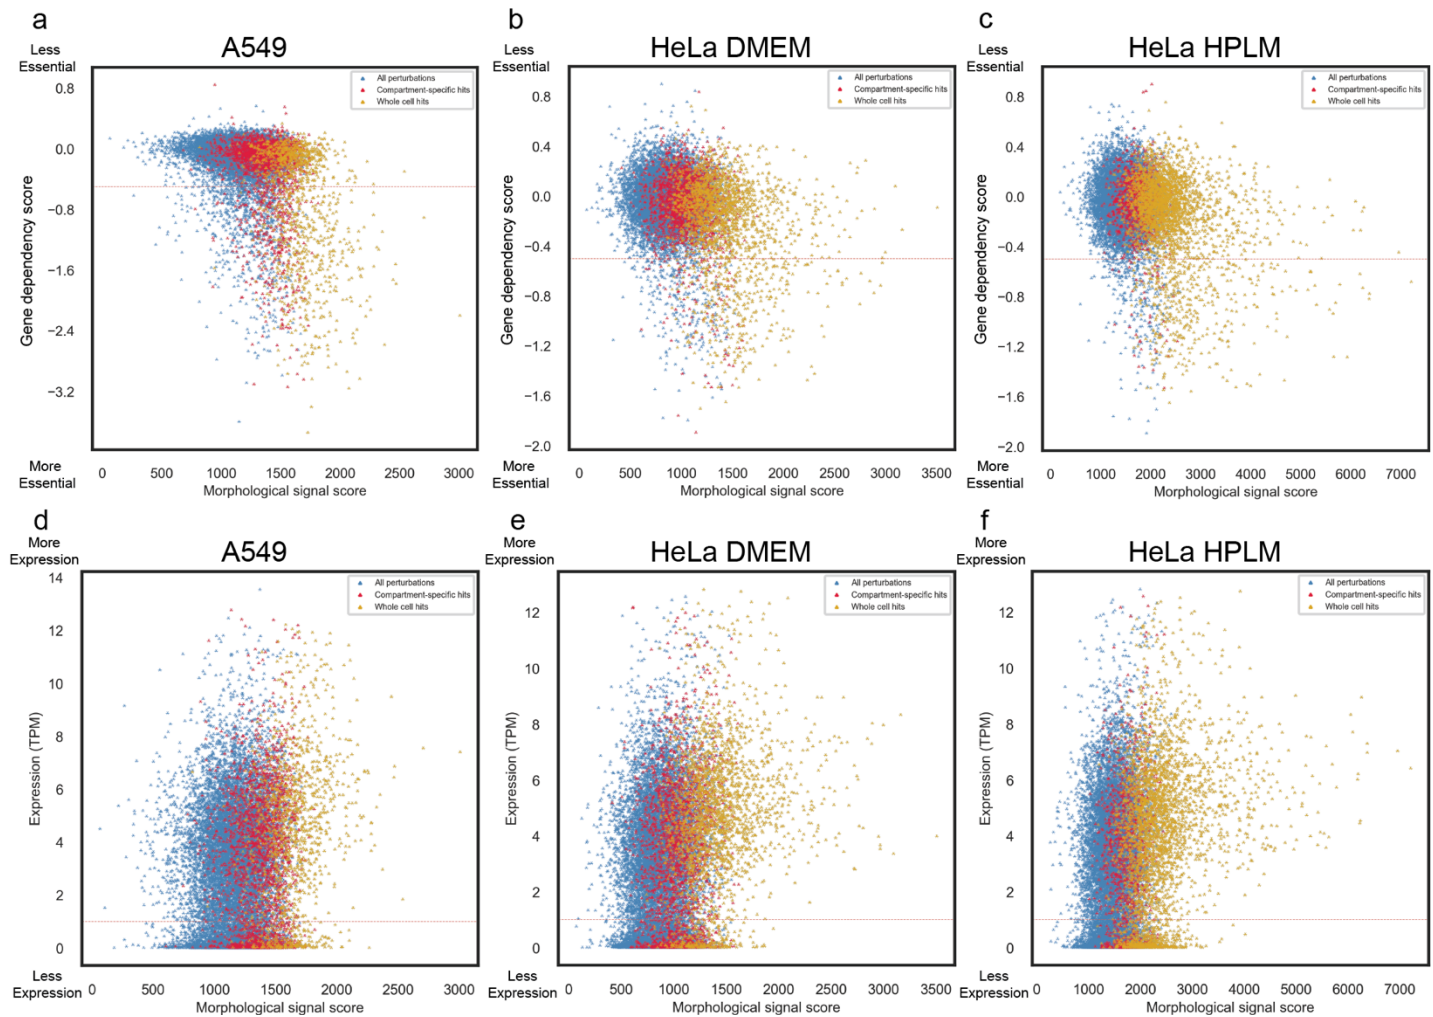 a
A549
Less
Essential
All perturbations
Compartment-specific hits
Whole cell hits
0.8
0.0
−0.8
−1.6
−2.4
−3.2
Gene dependency score
More
Essential
0 500 1000 1500 2000 2500 3000
Morphological signal score
b
HeLa DMEM
Less
Essential
All perturbations
Compartment-specific hits
Whole cell hits
0.8
0.4
0.0
−0.4
−0.8
−1.2
−1.6
−2.0
Gene dependency score
More
Essential
0 500 1000 1500 2000 2500 3000 3500
Morphological signal score
c
HeLa HPLM
Less
Essential
All perturbations
Compartment-specific hits
Whole cell hits
0.8
0.4
0.0
−0.4
−0.8
−1.2
−1.6
−2.0
Gene dependency score
More
Essential
0 1000 2000 3000 4000 5000 6000 7000
Morphological signal score
d
A549
More
Expression
All perturbations
Compartment-specific hits
Whole cell hits
14
12
10
8
6
4
2
0
Expression (TPM)
Less
Expression
0 500 1000 1500 2000 2500 3000
Morphological signal score
e
HeLa DMEM
More
Expression
All perturbations
Compartment-specific hits
Whole cell hits
12
10
8
6
4
2
0
Expression (TPM)
Less
Expression
0 500 1000 1500 2000 2500 3000 3500
Morphological signal score
f
HeLa HPLM
More
Expression
All perturbations
Compartment-specific hits
Whole cell hits
12
10
8
6
4
2
0
Expression (TPM)
Less
Expression
0 1000 2000 3000 4000 5000 6000 7000
Morphological signal score